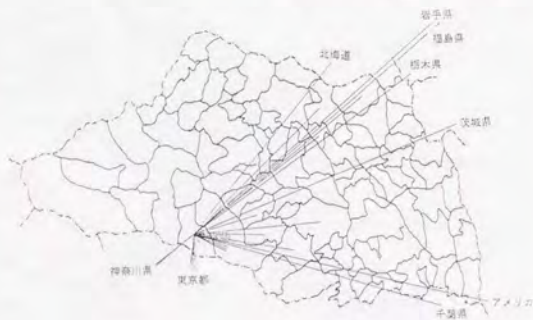 岩手県
福島県
北海道
栃木県
茨城県
神奈川県
東京都
アメリカ
千葉県